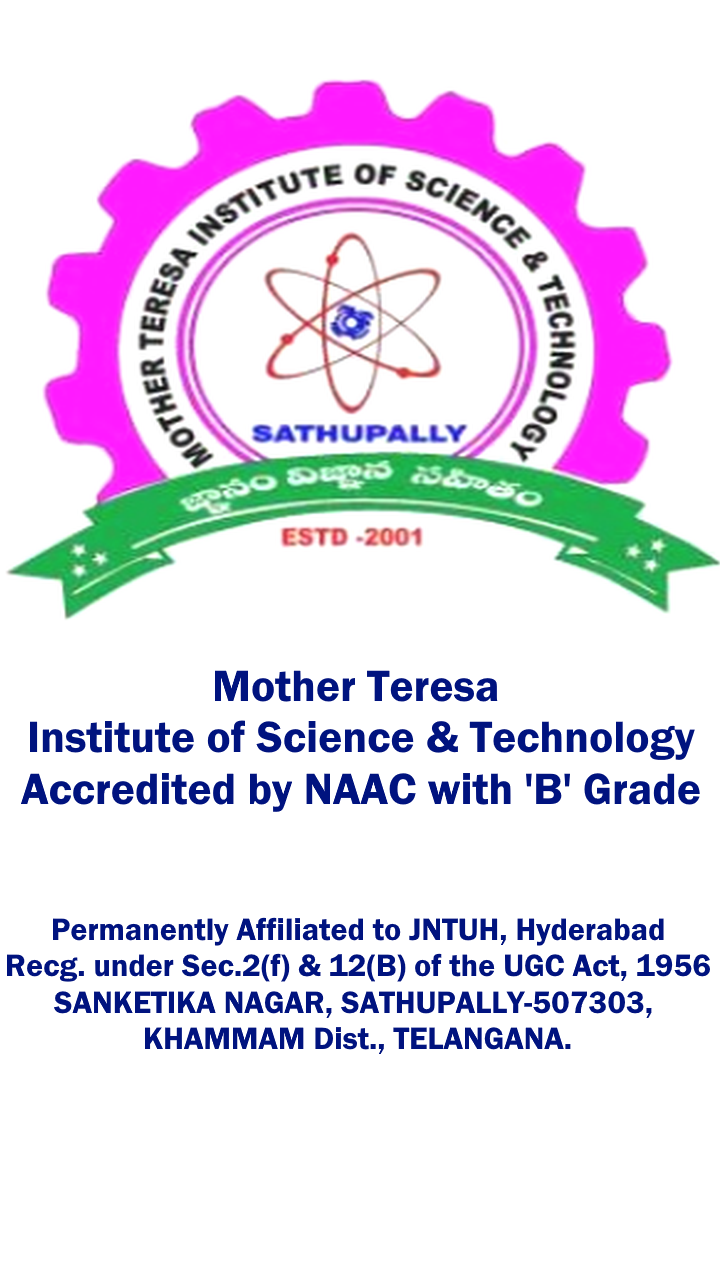 MOTHER TERESA INSTITUTE OF SCIENCE & TECHNOLOGY
SATHUPALLY
జ్ఞానం విజ్ఞాన సహితం
ESTD -2001
Mother Teresa
Institute of Science & Technology
Accredited by NAAC with 'B' Grade
Permanently Affiliated to JNTUH, Hyderabad
Recg. under Sec.2(f) & 12(B) of the UGC Act, 1956
SANKETIKA NAGAR, SATHUPALLY-507303,
KHAMMAM Dist., TELANGANA.